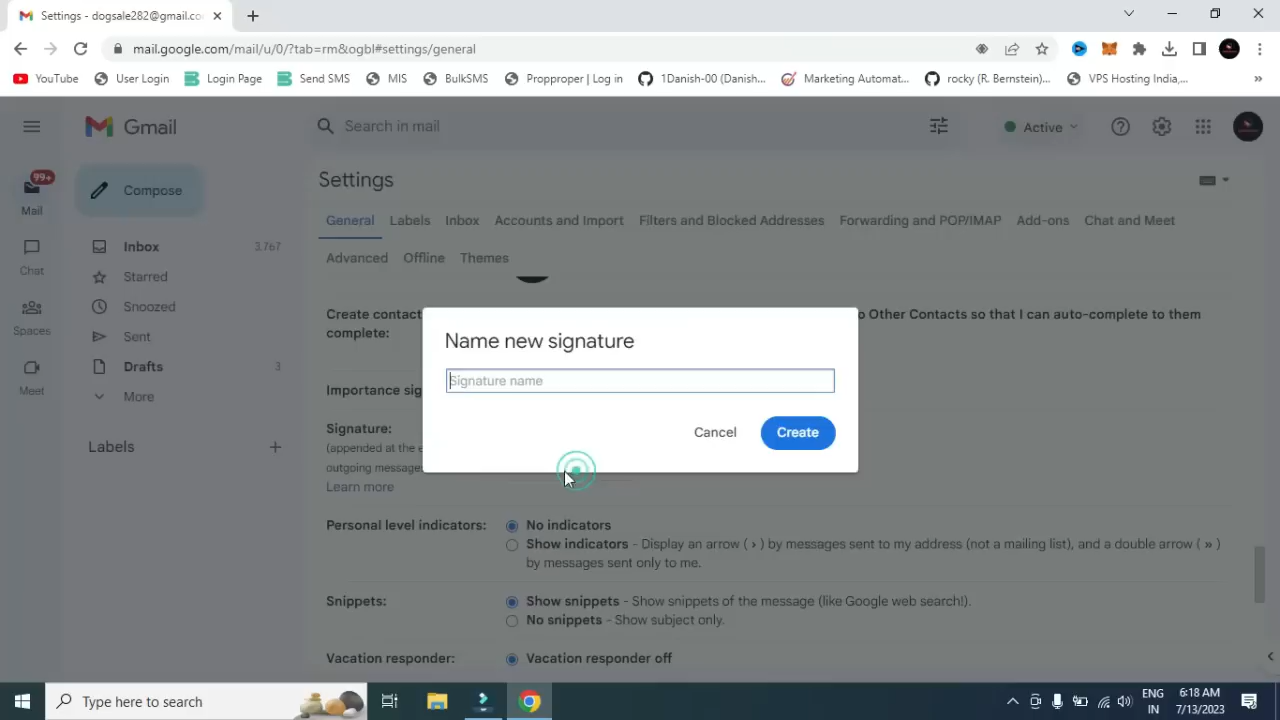 Settings - dogsale282@gmail.co
mail.google.com/mail/u/0/?tab=rm&ogbl#settings/general
YouTube User Login Login Page Send SMS MIS BulkSMS Propproper | Log in 1Danish-00 (Danish... Marketing Automat... rocky (R. Bernstein)... VPS Hosting India,... »
Gmail
Search in mail
Active
99+
Mail
Chat
Spaces
Meet
Compose
Inbox 3,767
Starred
Snoozed
Sent
Drafts 3
More
Labels +
Settings
General Labels Inbox Accounts and Import Filters and Blocked Addresses Forwarding and POP/IMAP Add-ons Chat and Meet
Advanced Offline Themes
Create contact o Other Contacts so that I can auto-complete to them
complete:
Importance sig
Signature:
(appended at the e
outgoing message
Learn more
Name new signature
Signature name
Cancel Create
Personal level indicators: No indicators
Show indicators - Display an arrow ( › ) by messages sent to my address (not a mailing list), and a double arrow ( » )
by messages sent only to me.
Snippets: Show snippets - Show snippets of the message (like Google web search!).
No snippets - Show subject only.
Vacation responder: Vacation responder off
Type here to search
ENG
IN
6:18 AM
7/13/2023